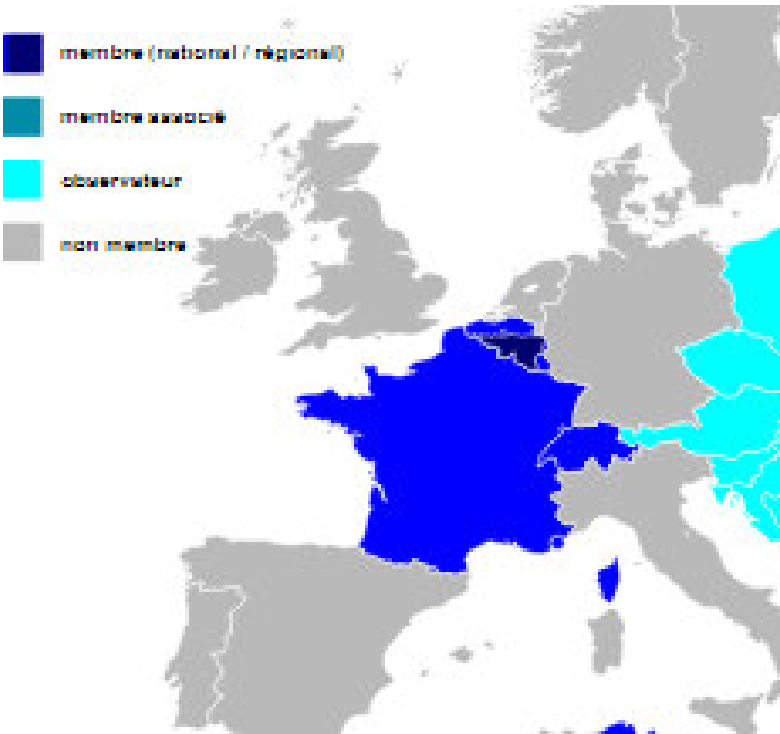 membre (national / régional)
membre associé
observateur
non membre